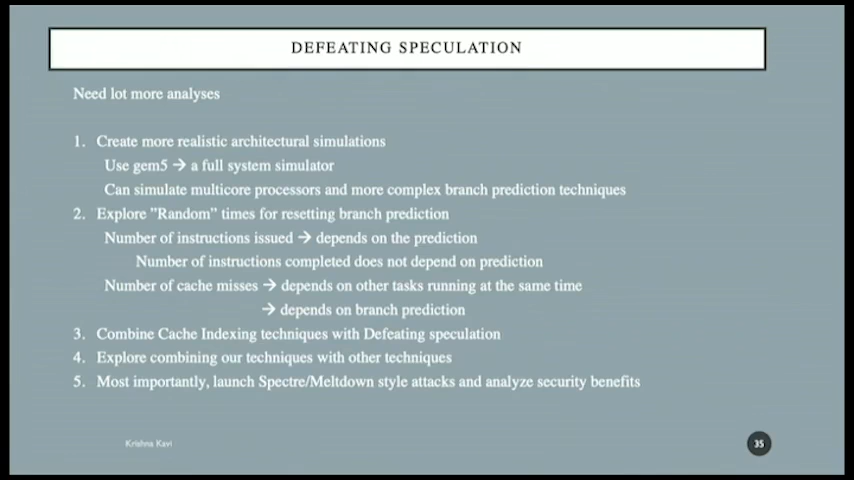 DEFEATING SPECULATION
Need lot more analyses
1. Create more realistic architectural simulations
Use gem5 → a full system simulator
Can simulate multicore processors and more complex branch prediction techniques
2. Explore "Random" times for resetting branch prediction
Number of instructions issued → depends on the prediction
Number of instructions completed does not depend on prediction
Number of cache misses → depends on other tasks running at the same time
→ depends on branch prediction
3. Combine Cache Indexing techniques with Defeating speculation
4. Explore combining our techniques with other techniques
5. Most importantly, launch Spectre/Meltdown style attacks and analyze security benefits
Krishna Kavi
35